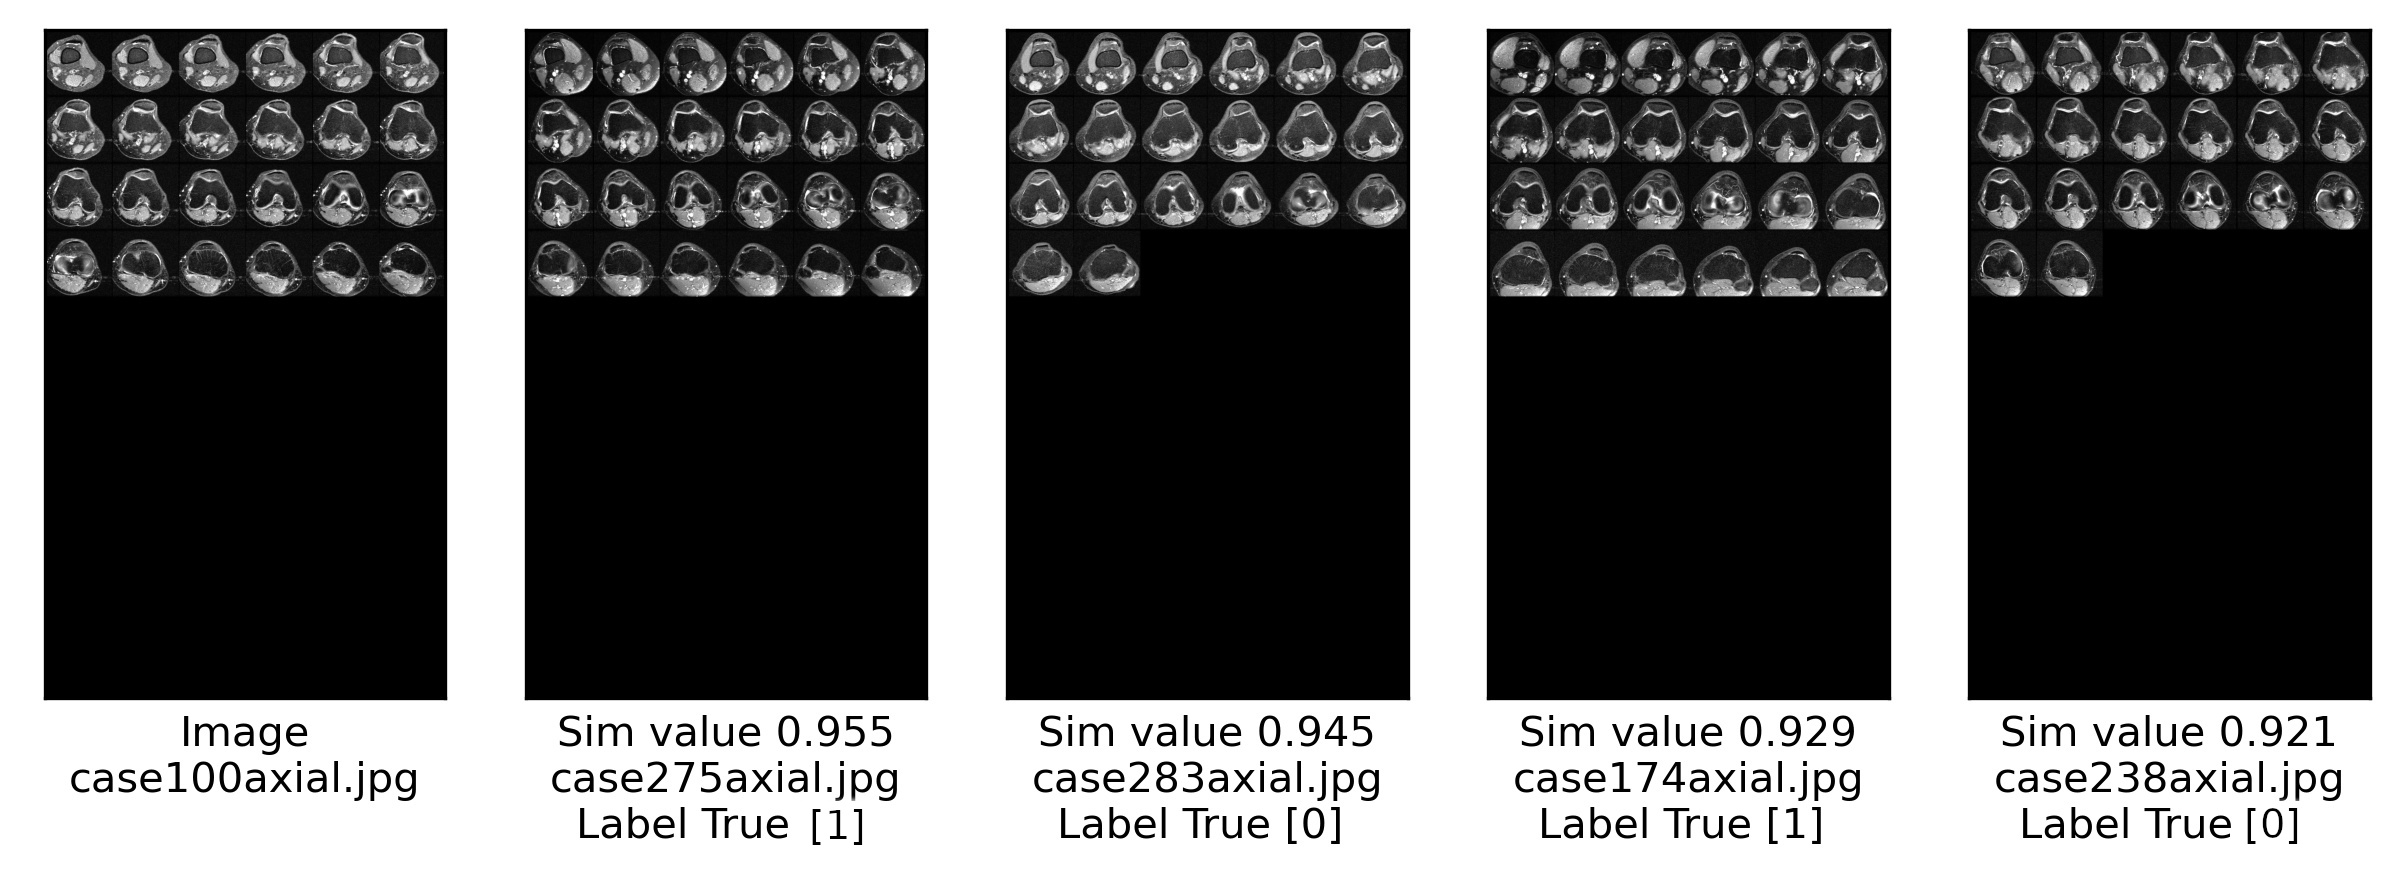 Image
case100axial.jpg
Sim value 0.955
case275axial.jpg
Label True [1]
Sim value 0.945
case283axial.jpg
Label True [0]
Sim value 0.929
case174axial.jpg
Label True [1]
Sim value 0.921
case238axial.jpg
Label True [0]